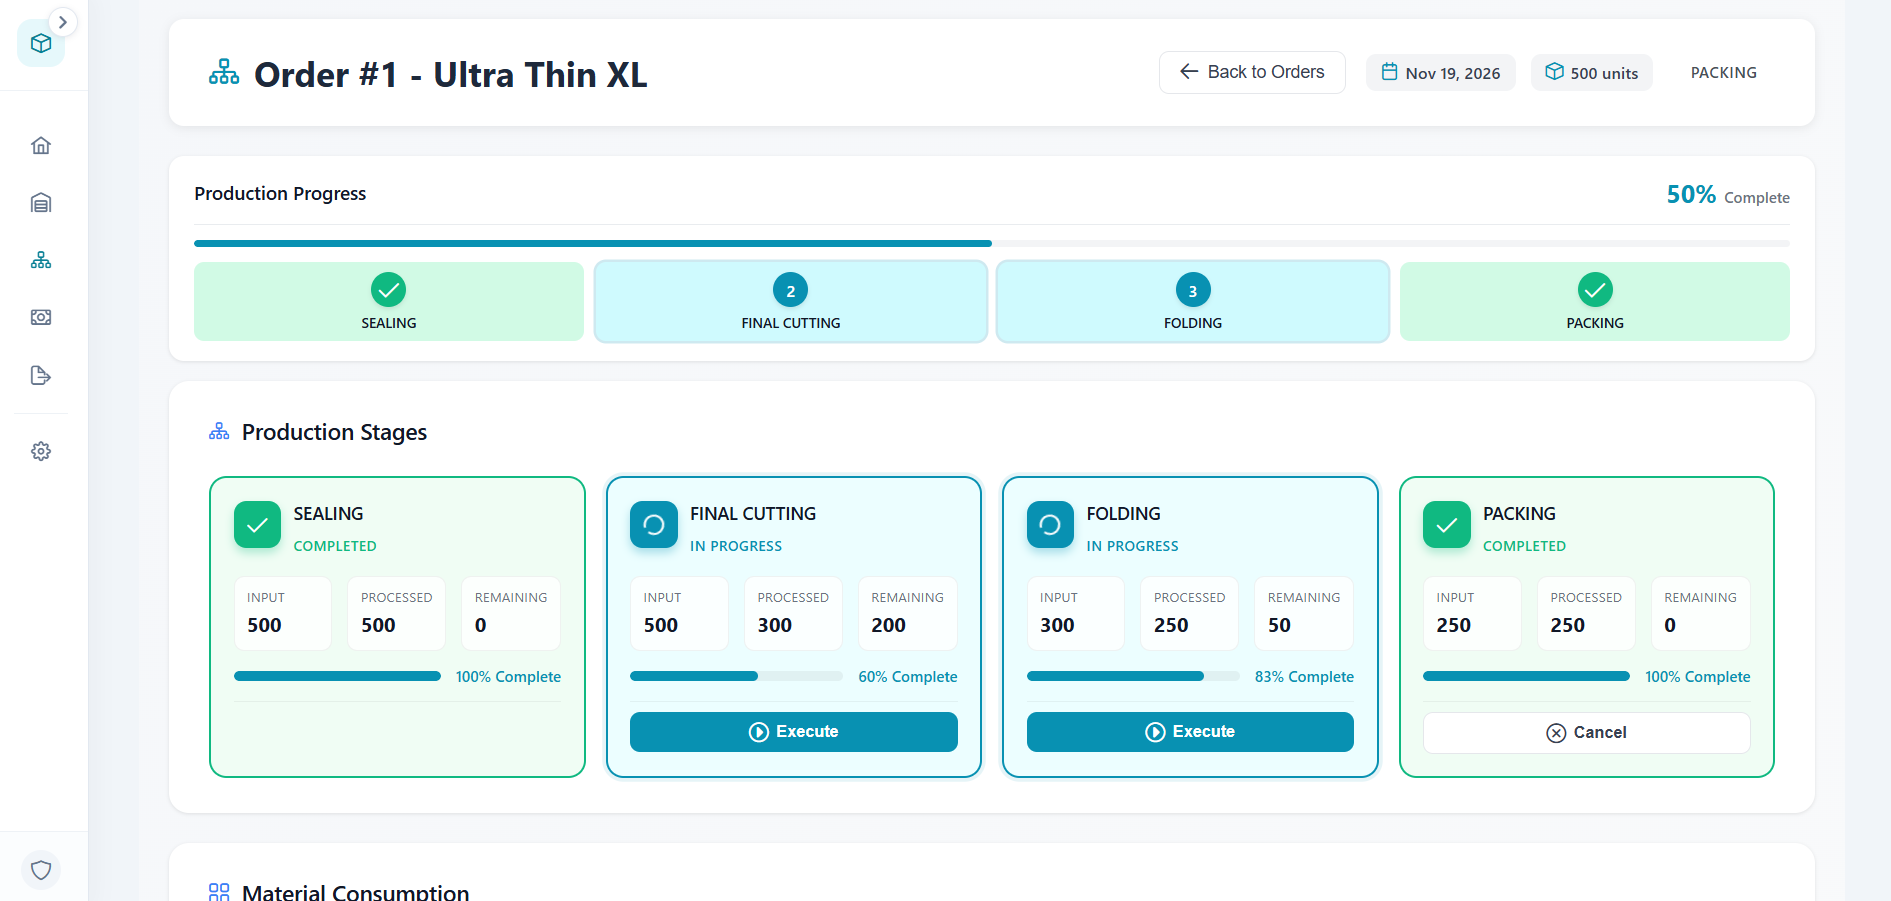 Order #1 - Ultra Thin XL
Back to Orders
Nov 19, 2026
500 units
PACKING
Production Progress
50% Complete
SEALING
2
FINAL CUTTING
3
FOLDING
PACKING
Production Stages
SEALING
COMPLETED
INPUT
500
PROCESSED
500
REMAINING
0
100% Complete
FINAL CUTTING
IN PROGRESS
INPUT
500
PROCESSED
300
REMAINING
200
60% Complete
Execute
FOLDING
IN PROGRESS
INPUT
300
PROCESSED
250
REMAINING
50
83% Complete
Execute
PACKING
COMPLETED
INPUT
250
PROCESSED
250
REMAINING
0
100% Complete
Cancel
Material Consumption